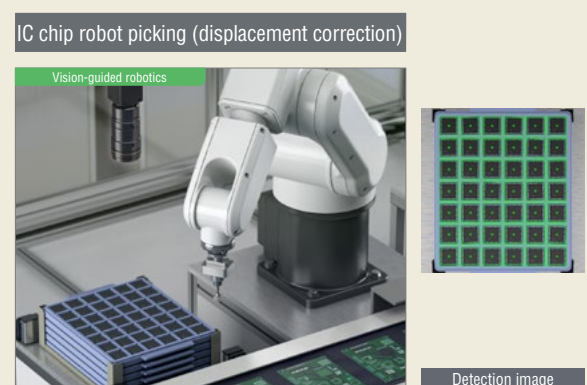 IC chip robot picking (displacement correction)
Vision-guided robotics
Detection image